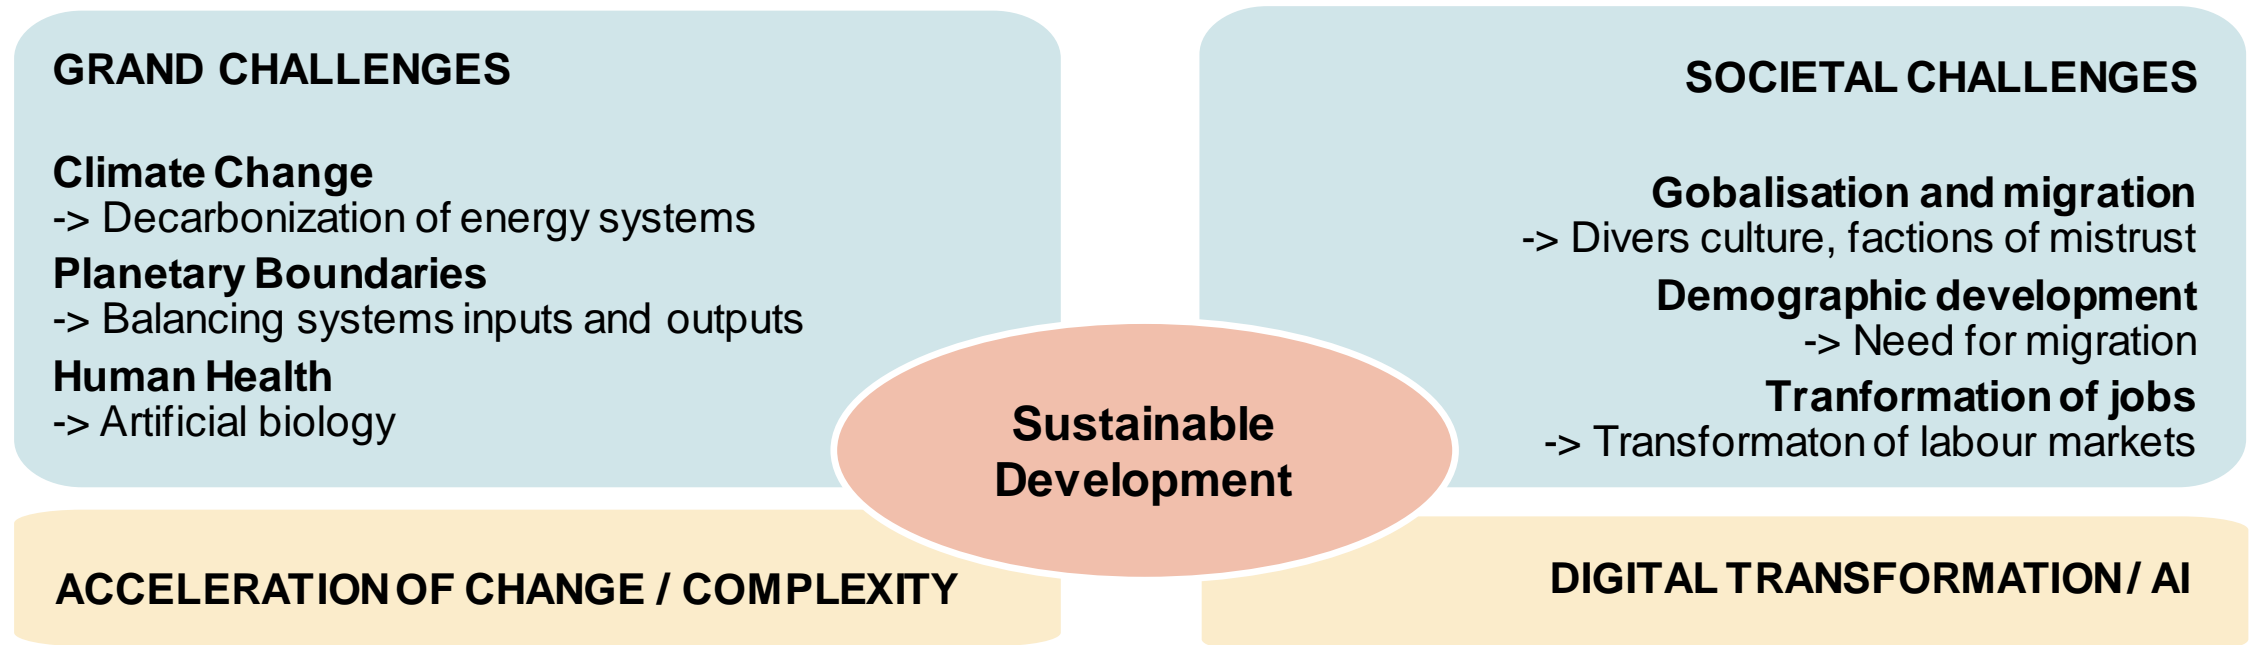 GRAND CHALLENGES
Climate Change
-> Decarbonization of energy systems
Planetary Boundaries
-> Balancing systems inputs and outputs
Human Health
-> Artificial biology
SOCIETAL CHALLENGES
Gobalisation and migration
-> Divers culture, factions of mistrust
Demographic development
-> Need for migration
Tranformation of jobs
-> Transformaton of labour markets
Sustainable
Development
ACCELERATION OF CHANGE / COMPLEXITY
DIGITAL TRANSFORMATION / AI